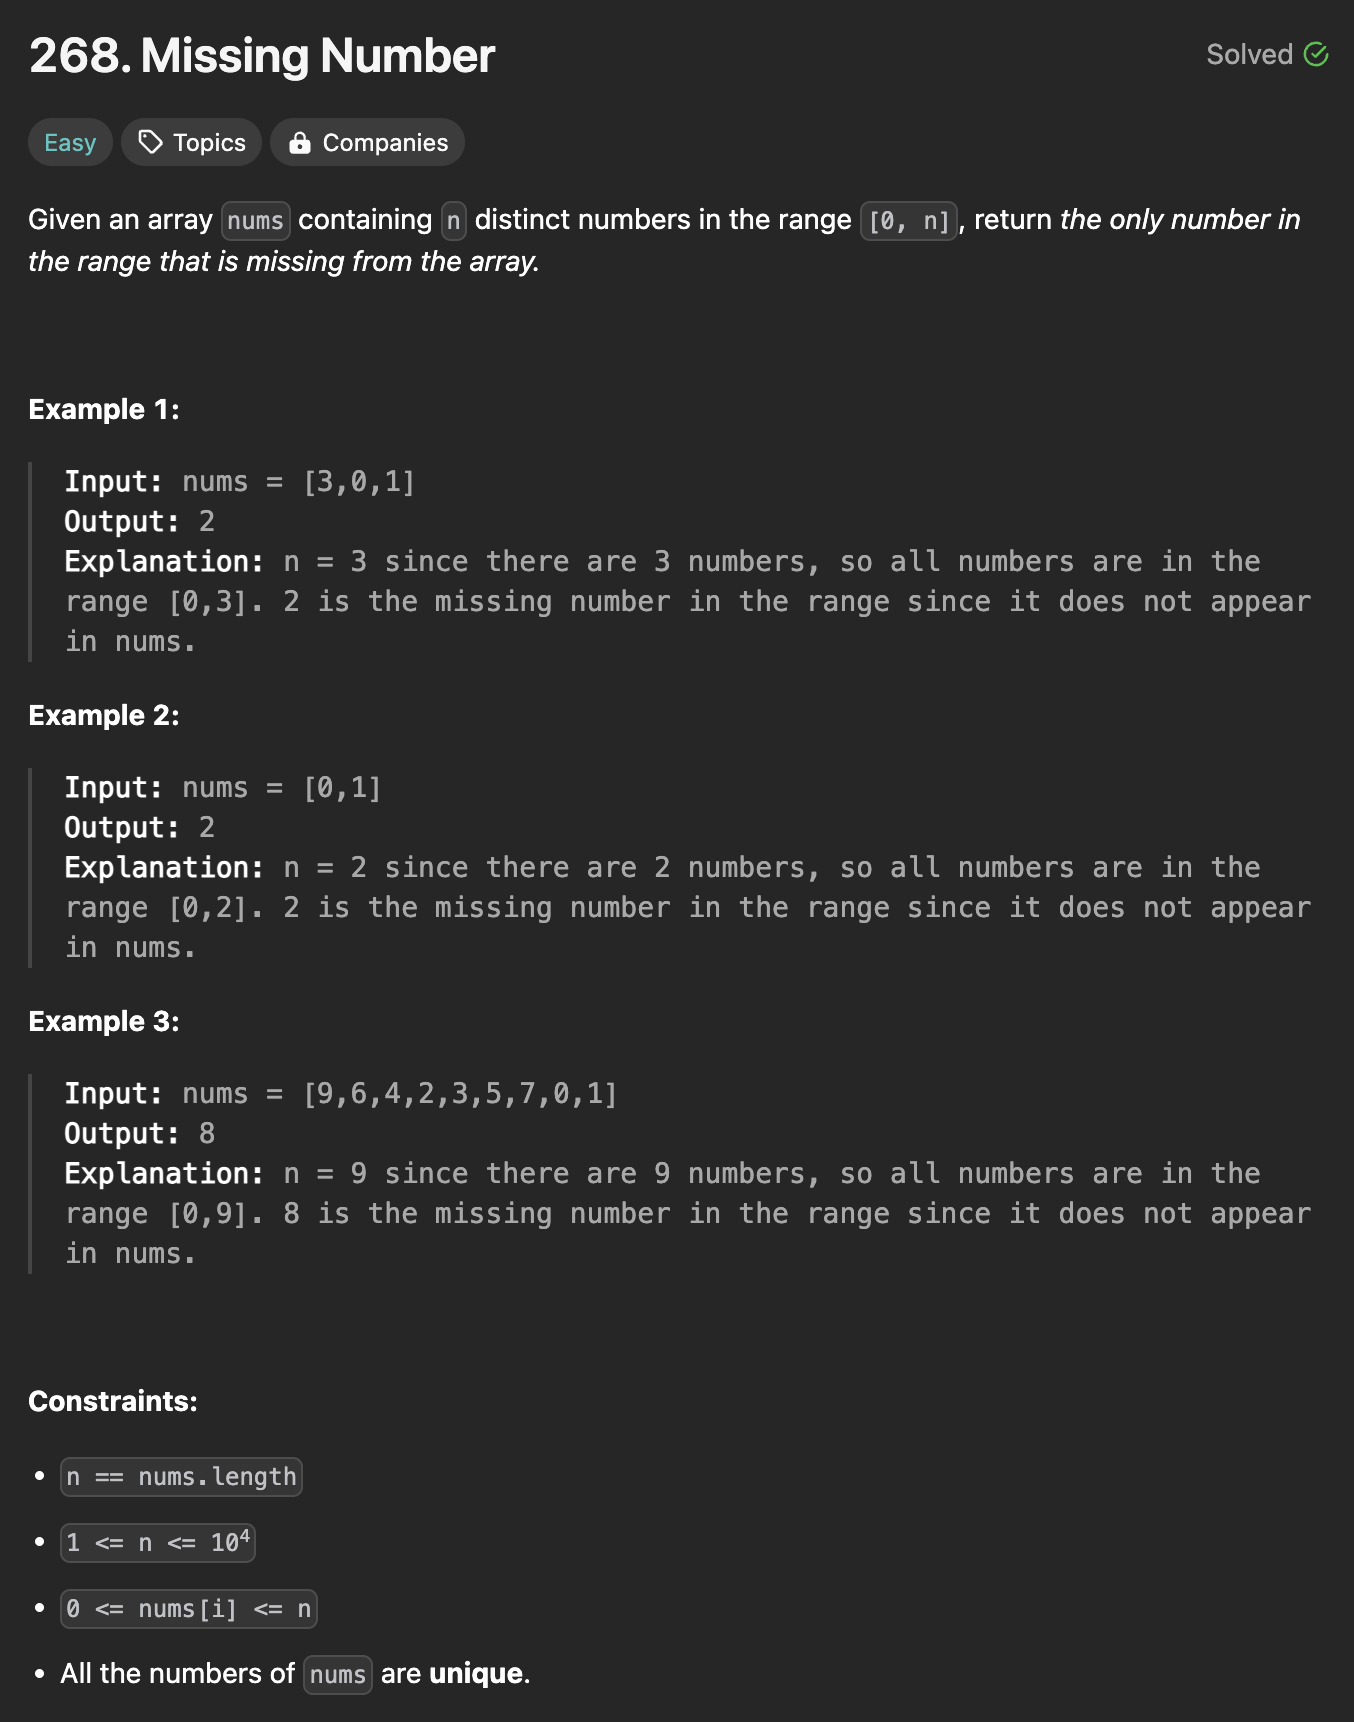 268. Missing Number
Solved
Easy Topics Companies
Given an array nums containing n distinct numbers in the range [0, n], return the only number in
the range that is missing from the array.
Example 1:
Input: nums = [3,0,1]
Output: 2
Explanation: n = 3 since there are 3 numbers, so all numbers are in the
range [0,3]. 2 is the missing number in the range since it does not appear
in nums.
Example 2:
Input: nums = [0,1]
Output: 2
Explanation: n = 2 since there are 2 numbers, so all numbers are in the
range [0,2]. 2 is the missing number in the range since it does not appear
in nums.
Example 3:
Input: nums = [9,6,4,2,3,5,7,0,1]
Output: 8
Explanation: n = 9 since there are 9 numbers, so all numbers are in the
range [0,9]. 8 is the missing number in the range since it does not appear
in nums.
Constraints:
• n == nums.length
• 1 <= n <= 10⁴
• 0 <= nums[i] <= n
• All the numbers of nums are unique.